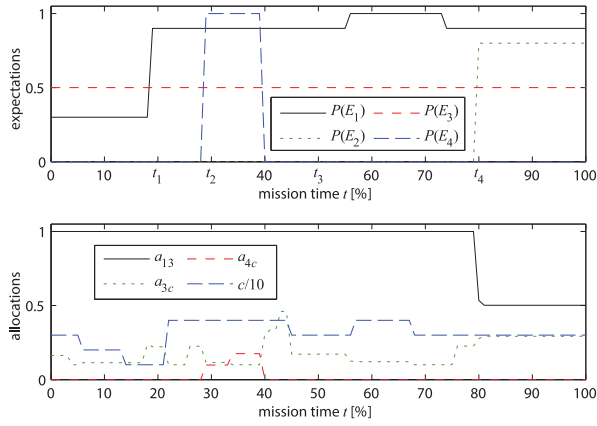 1
0.5
0
expectations
P(E1) P(E3)
P(E2) P(E4)
0 10 t1 t2 40 t3 60 70 t4 90 100
mission time t [%]
1
0.5
0
allocations
a13 a4c
a3c c/10
0 10 20 30 40 50 60 70 80 90 100
mission time t [%]